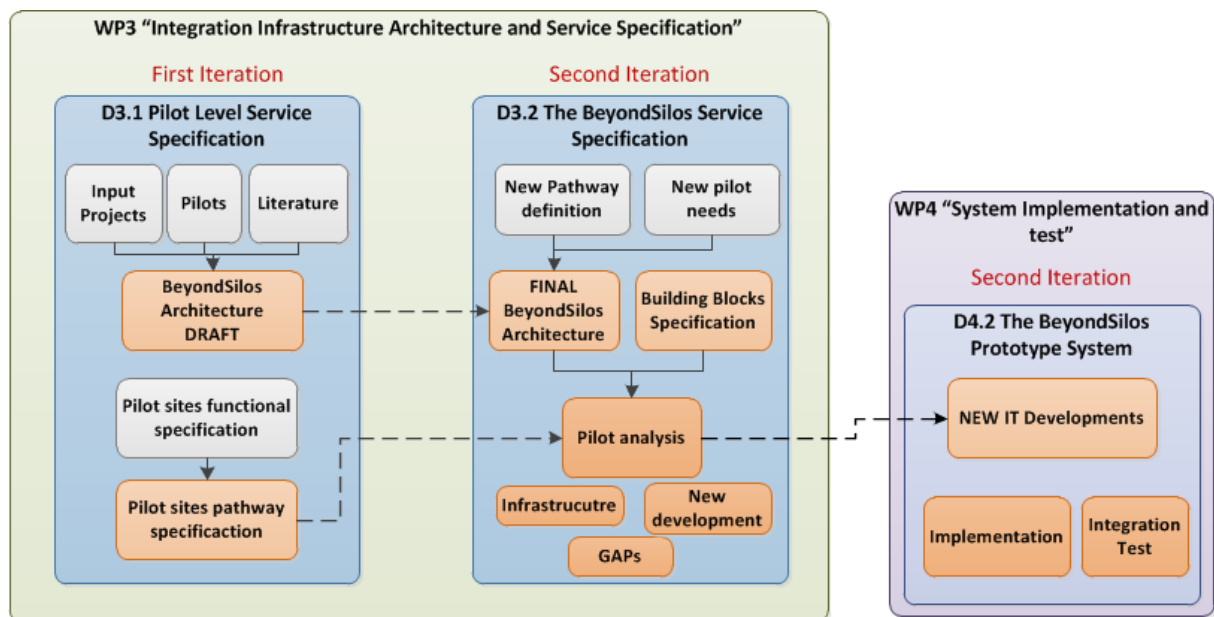 WP3 “Integration Infrastructure Architecture and Service Specification”
First Iteration
D3.1 Pilot Level Service
Specification
Input
Projects
Pilots
Literature
BeyondSilos
Architecture
DRAFT
Pilot sites functional
specification
Pilot sites pathway
specificaction
Second Iteration
D3.2 The BeyondSilos Service
Specification
New Pathway
definition
New pilot
needs
FINAL
BeyondSilos
Architecture
Building Blocks
Specification
Pilot analysis
Infrastrucutre
New
development
GAPs
WP4 “System Implementation and
test”
Second Iteration
D4.2 The BeyondSilos
Prototype System
NEW IT Developments
Implementation
Integration
Test